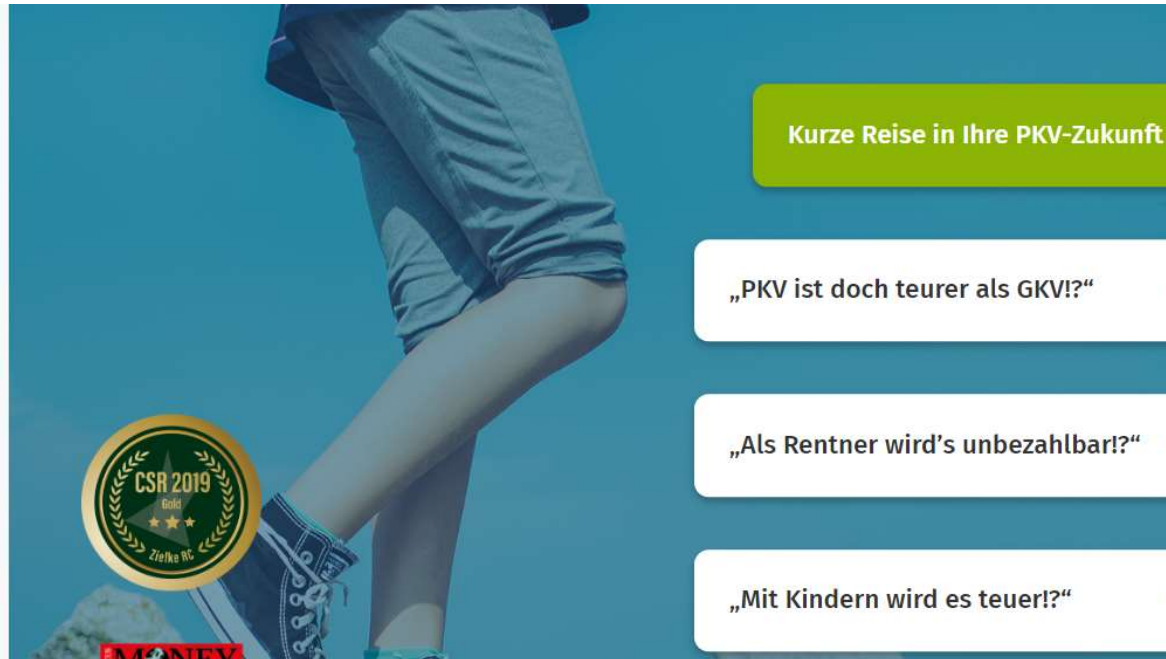 Kurze Reise in Ihre PKV-Zukunft
„PKV ist doch teurer als GKV!?“
„Als Rentner wird’s unbezahlbar!?“
„Mit Kindern wird es teuer!?“
CSR 2019
Gold
Zielke RC
MONEY